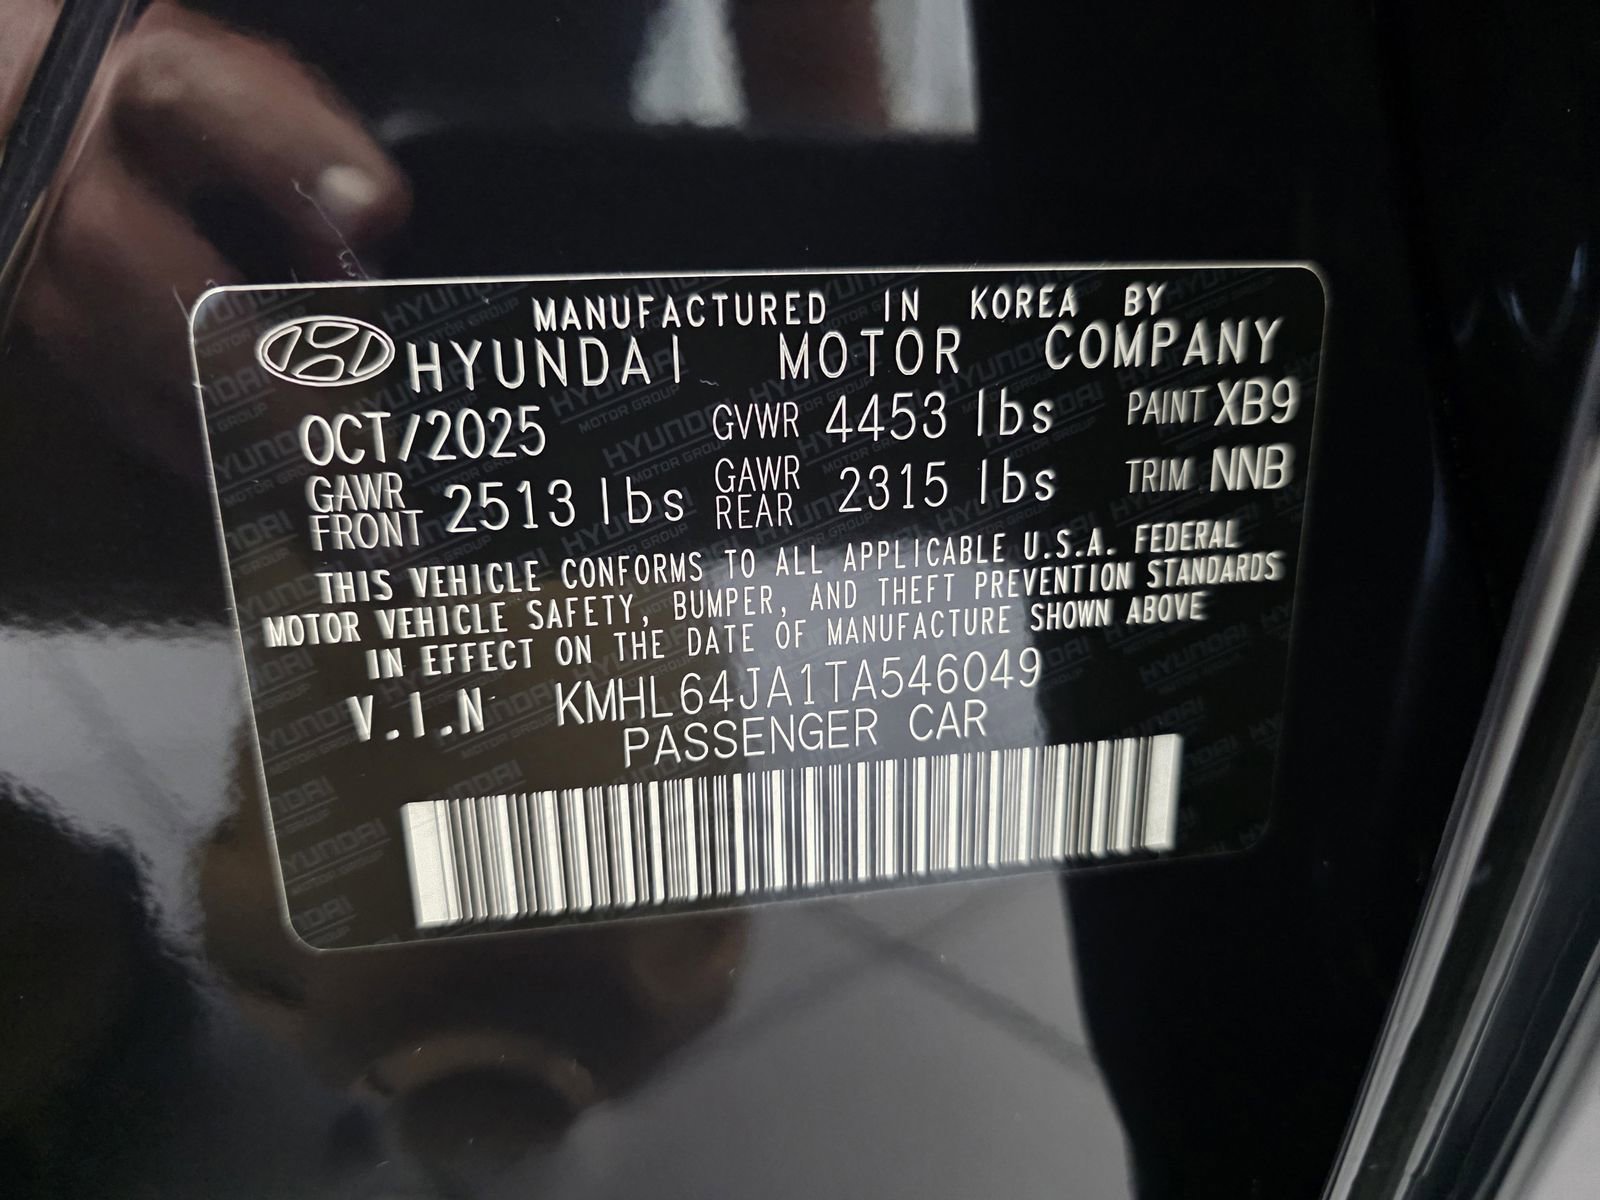 MANUFACTURED IN KOREA BY
HYUNDAI MOTOR COMPANY
OCT/2025 GVWR 4453 lbs PAINT XB9
GAWR FRONT 2513 lbs GAWR REAR 2315 lbs TRIM NNB
THIS VEHICLE CONFORMS TO ALL APPLICABLE U.S.A. FEDERAL
MOTOR VEHICLE SAFETY, BUMPER, AND THEFT PREVENTION STANDARDS
IN EFFECT ON THE DATE OF MANUFACTURE SHOWN ABOVE
V.I.N KMHL64JA1TA546049
PASSENGER CAR